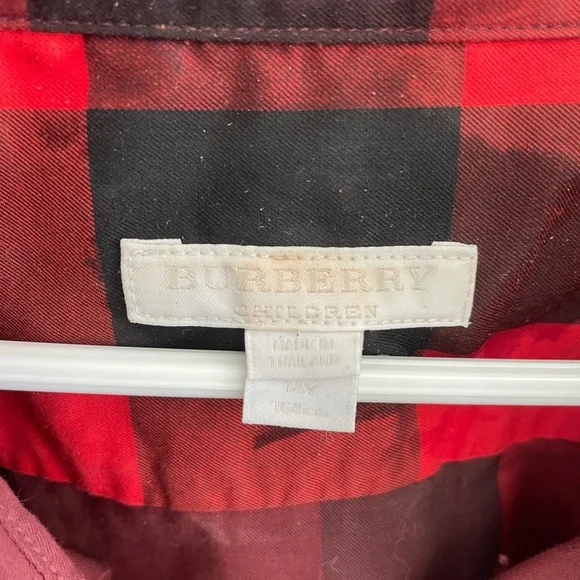 BURBERRY
CHILDREN
MADE IN
THAILAND
14Y